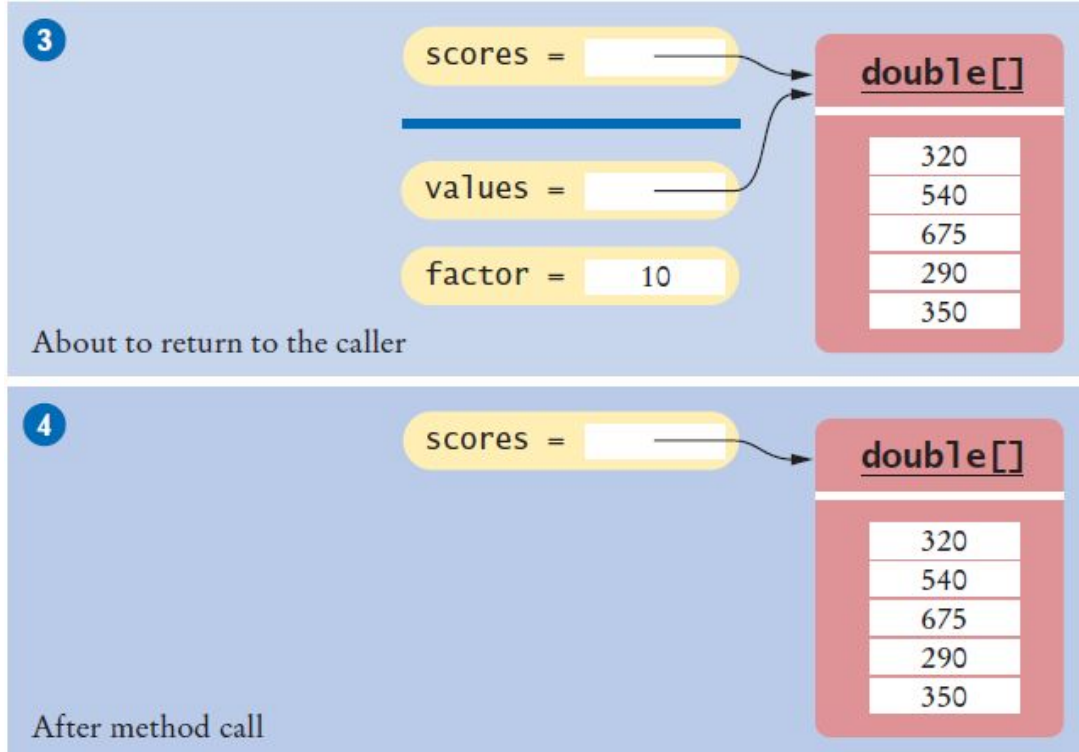 3
scores =
double[]
values =
factor = 10
320
540
675
290
350
About to return to the caller
4
scores =
double[]
320
540
675
290
350
After method call